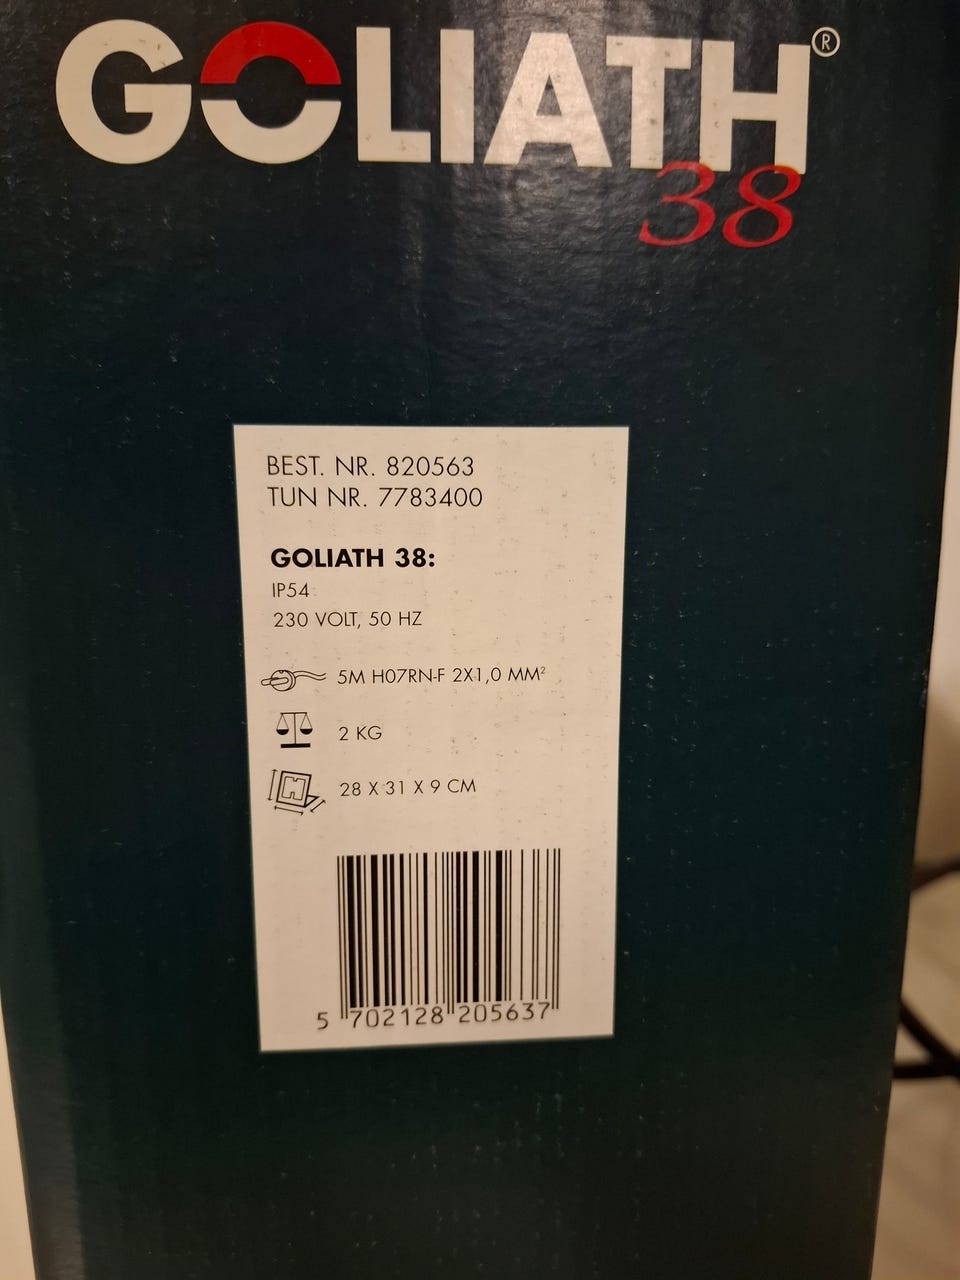 GOLIATH®
38
BEST. NR. 820563
TUN NR. 7783400
GOLIATH 38:
IP54
230 VOLT, 50 HZ
5M H07RN-F 2X1,0 MM²
2 KG
28 X 31 X 9 CM
5 702128 205637